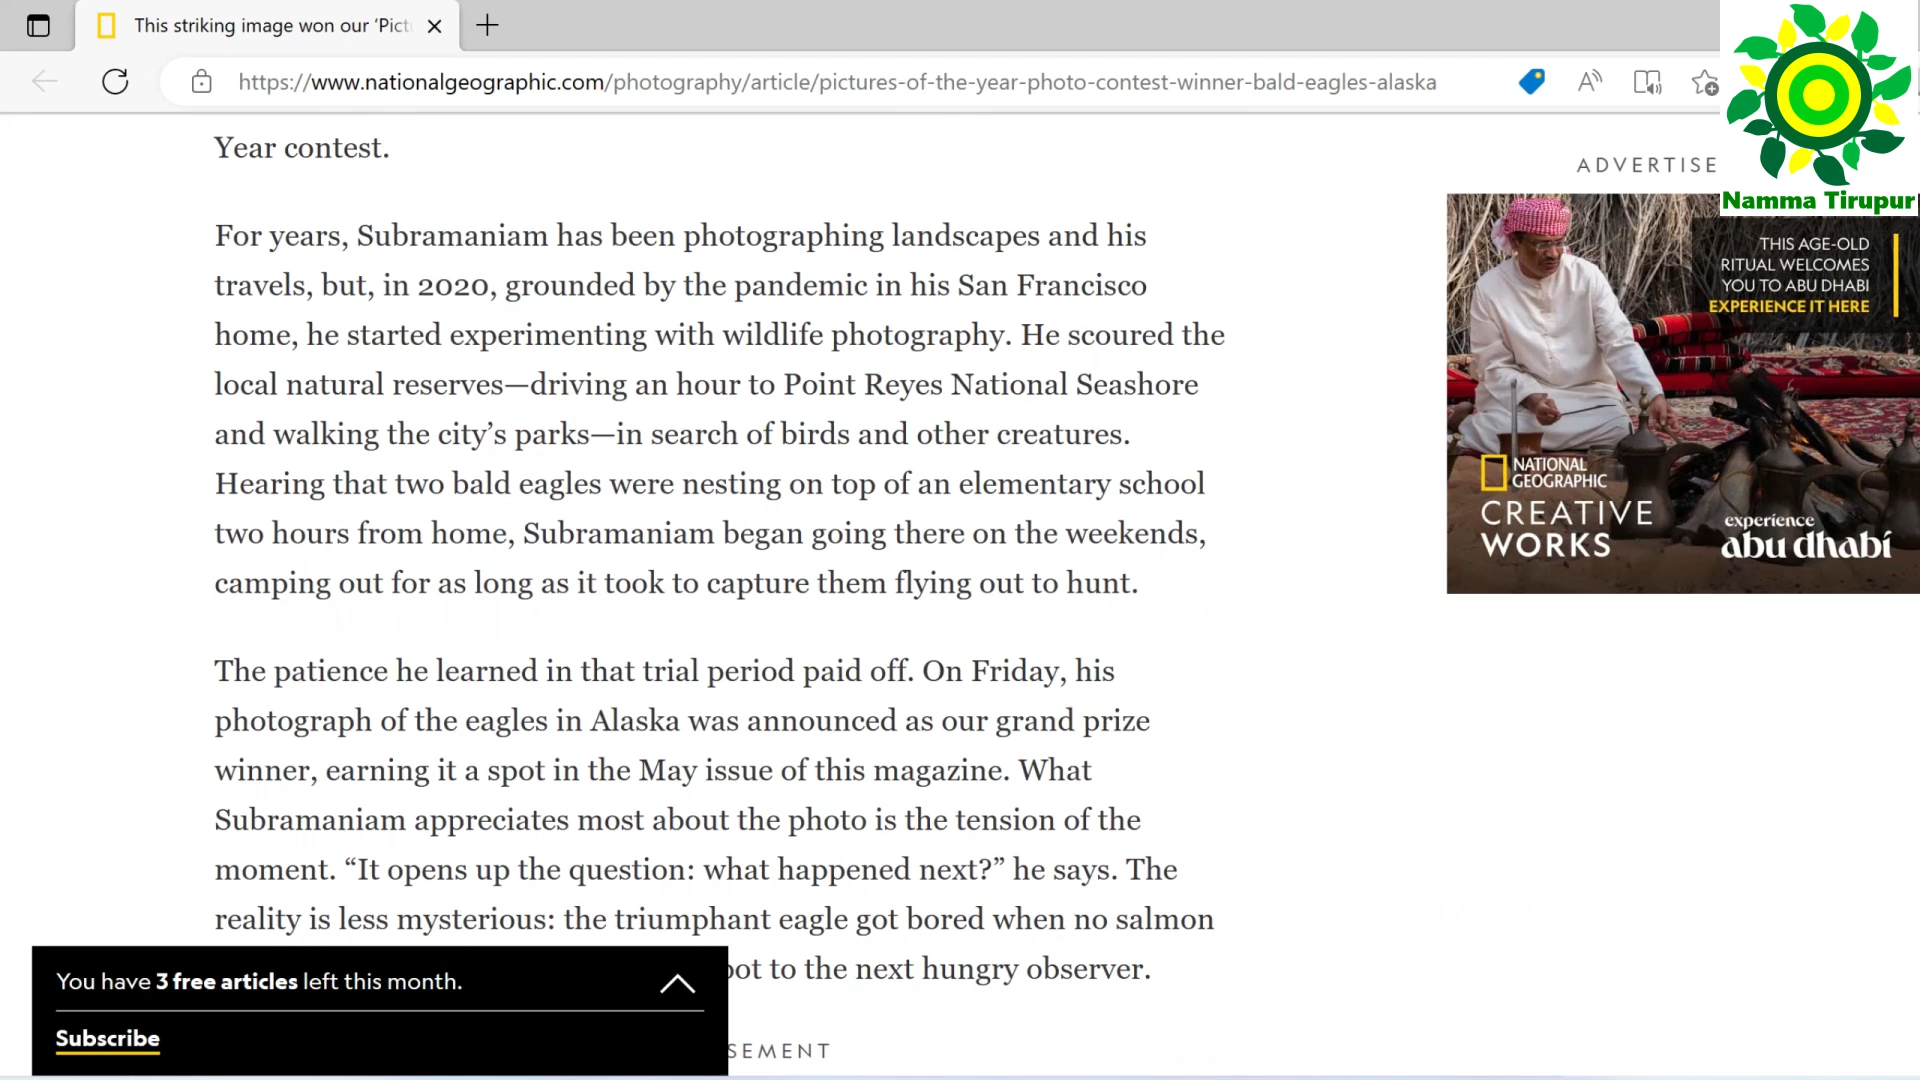 This striking image won our ‘Pict
https://www.nationalgeographic.com/photography/article/pictures-of-the-year-photo-contest-winner-bald-eagles-alaska
Namma Tirupur
Year contest.
For years, Subramaniam has been photographing landscapes and his
travels, but, in 2020, grounded by the pandemic in his San Francisco
home, he started experimenting with wildlife photography. He scoured the
local natural reserves—driving an hour to Point Reyes National Seashore
and walking the city’s parks—in search of birds and other creatures.
Hearing that two bald eagles were nesting on top of an elementary school
two hours from home, Subramaniam began going there on the weekends,
camping out for as long as it took to capture them flying out to hunt.
The patience he learned in that trial period paid off. On Friday, his
photograph of the eagles in Alaska was announced as our grand prize
winner, earning it a spot in the May issue of this magazine. What
Subramaniam appreciates most about the photo is the tension of the
moment. “It opens up the question: what happened next?” he says. The
reality is less mysterious: the triumphant eagle got bored when no salmon
to the next hungry observer.
ADVERTISE
THIS AGE-OLD
RITUAL WELCOMES
YOU TO ABU DHABI
EXPERIENCE IT HERE
NATIONAL
GEOGRAPHIC
CREATIVE
WORKS
experience
abu dhabi
You have 3 free articles left this month.
Subscribe
SEMENT